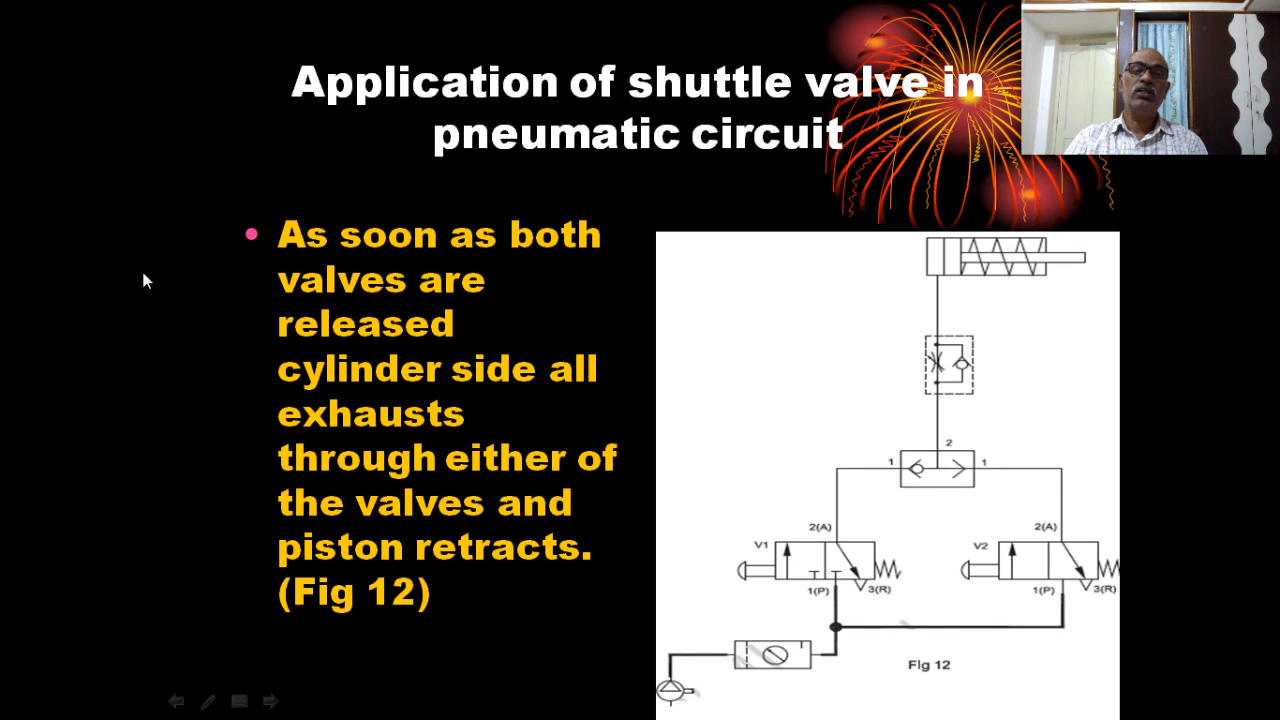 Application of shuttle valve in
pneumatic circuit
• As soon as both
valves are
released
cylinder side all
exhausts
through either of
the valves and
piston retracts.
(Fig 12)
2
1
1
2(A)
2(A)
V1
V2
1(P)
3(R)
1(P)
3(R)
Fig 12